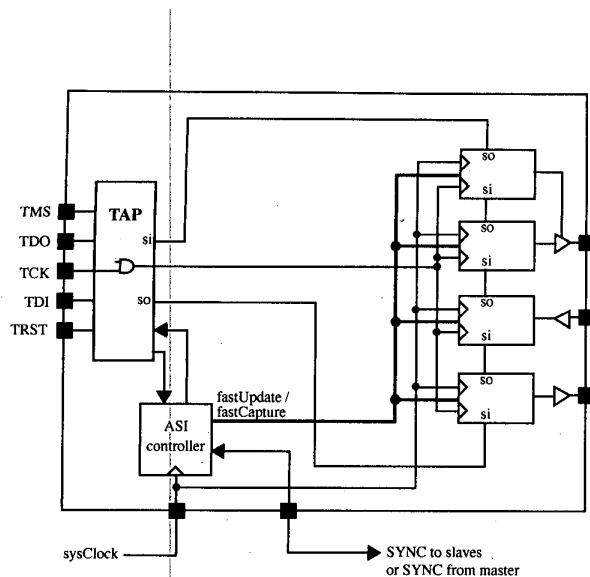 so
si
TAP
TMS
si
so
TDO
si
TCK
so
TDI
so
si
TRST
so
fastUpdate /
fastCapture
si
ASI
controller
sysClock
SYNC to slaves
or SYNC from master